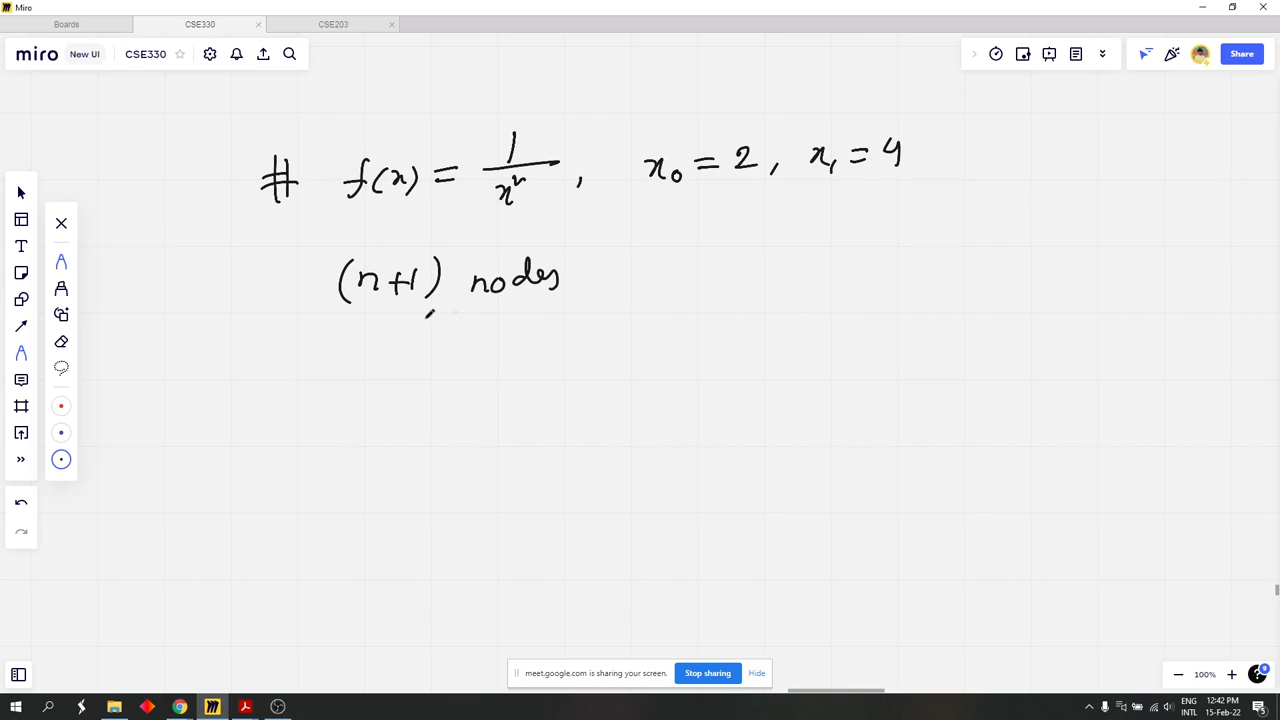 Miro
Boards CSE330 CSE203
miro New UI CSE330 Share
# f(x) = 1/x², x₀ = 2, x₁ = 4
(n+1) nodes
meet.google.com is sharing your screen. Stop sharing Hide
100%
ENG 12:42 PM
INTL 15-Feb-22